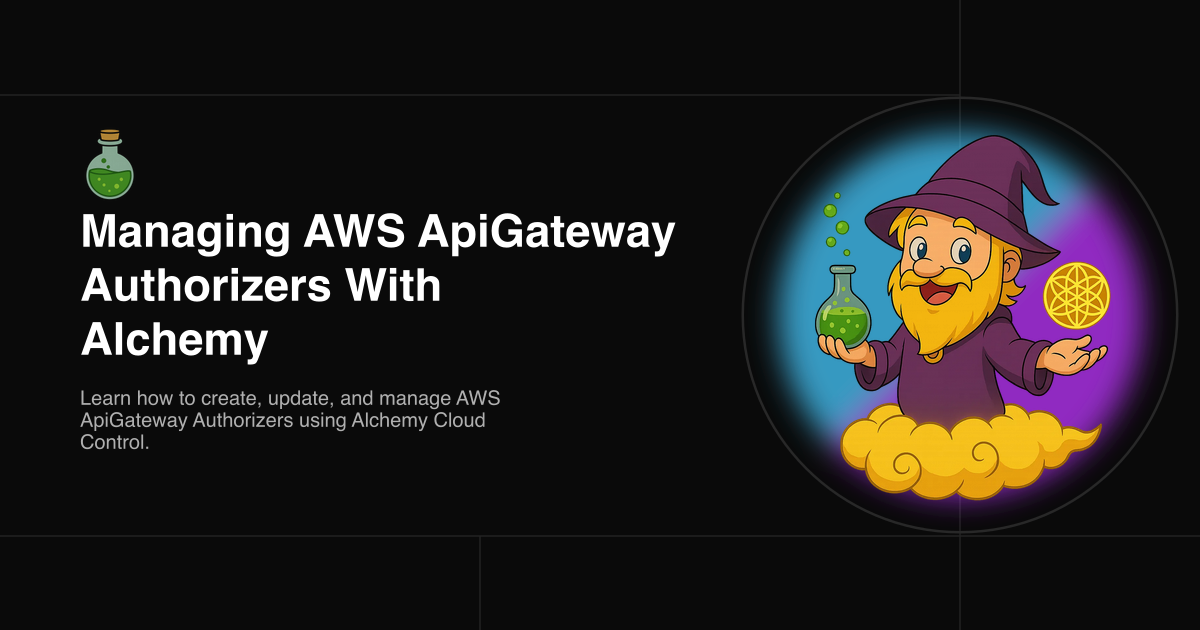 Managing AWS ApiGateway
Authorizers With
Alchemy
Learn how to create, update, and manage AWS
ApiGateway Authorizers using Alchemy Cloud
Control.